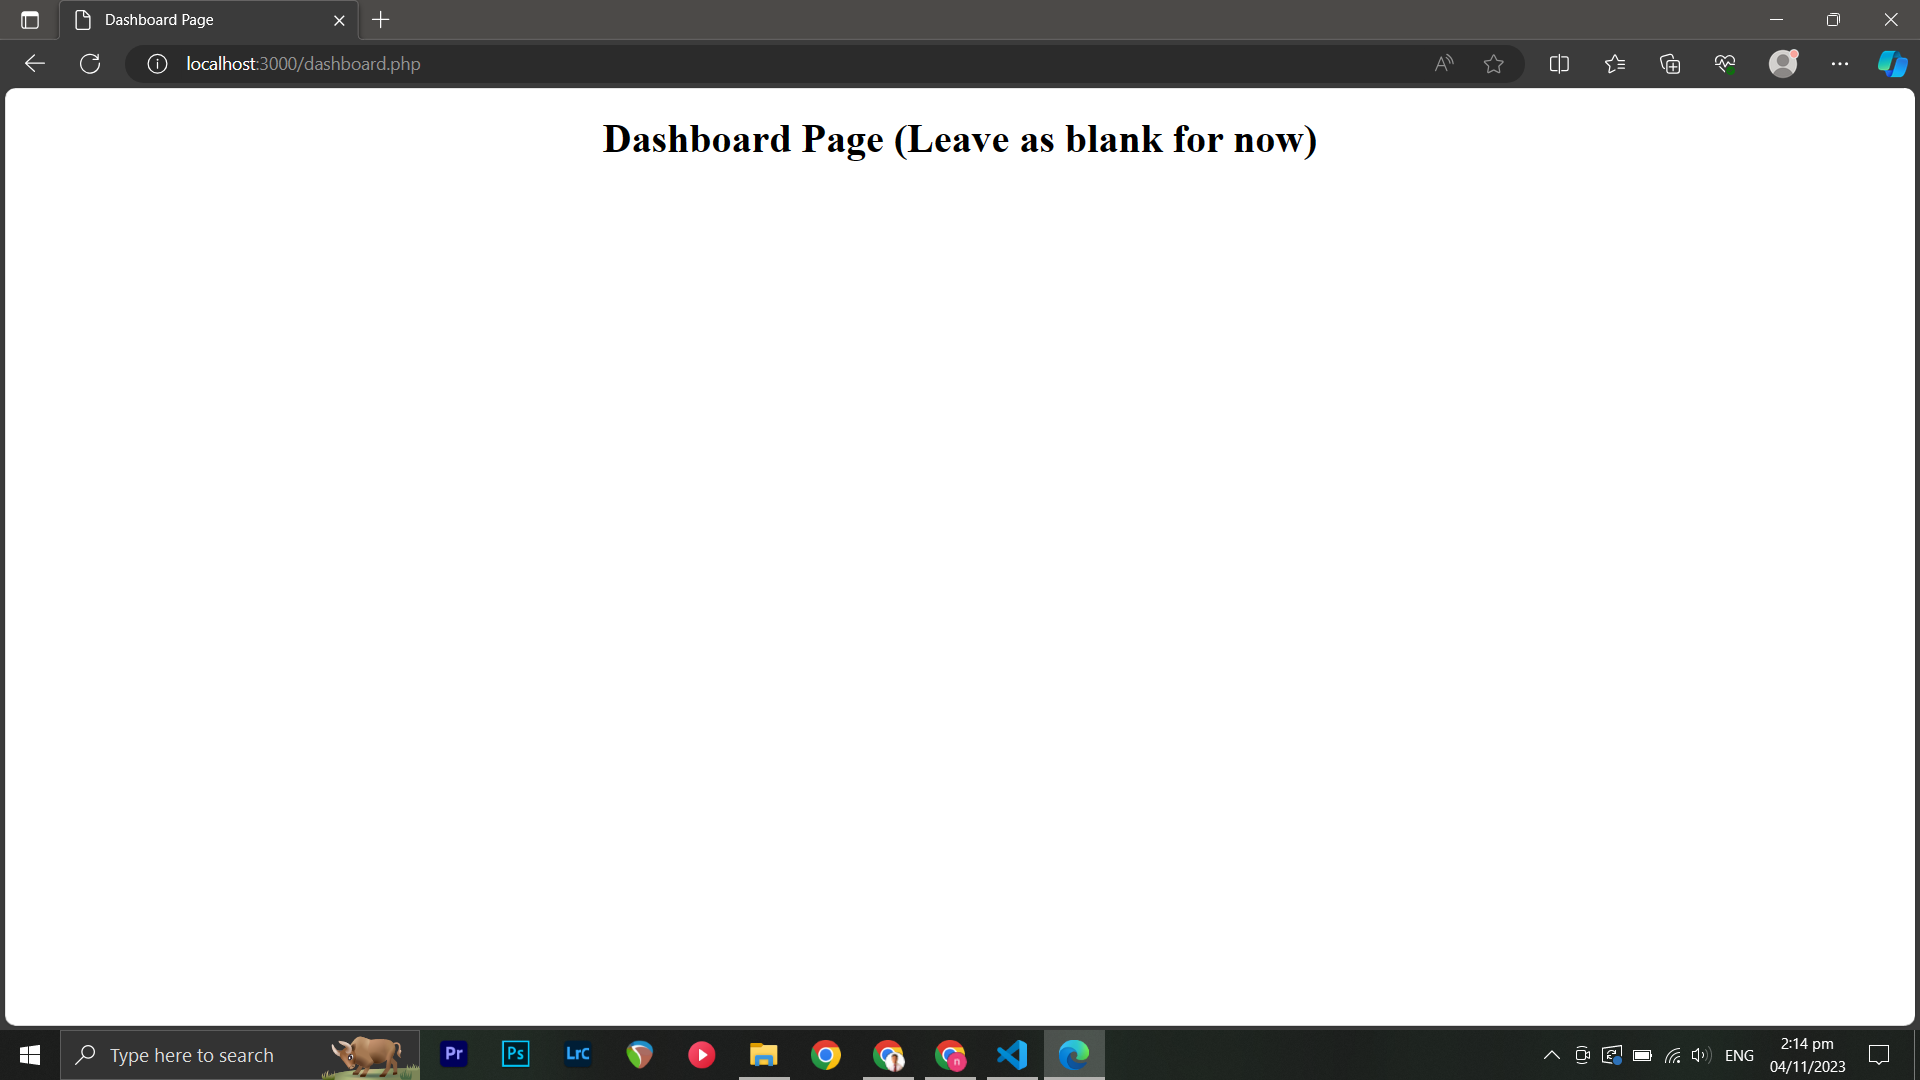 Dashboard Page
localhost:3000/dashboard.php
Dashboard Page (Leave as blank for now)
Type here to search
Pr
Ps
LrC
n
ENG
2:14 pm
04/11/2023